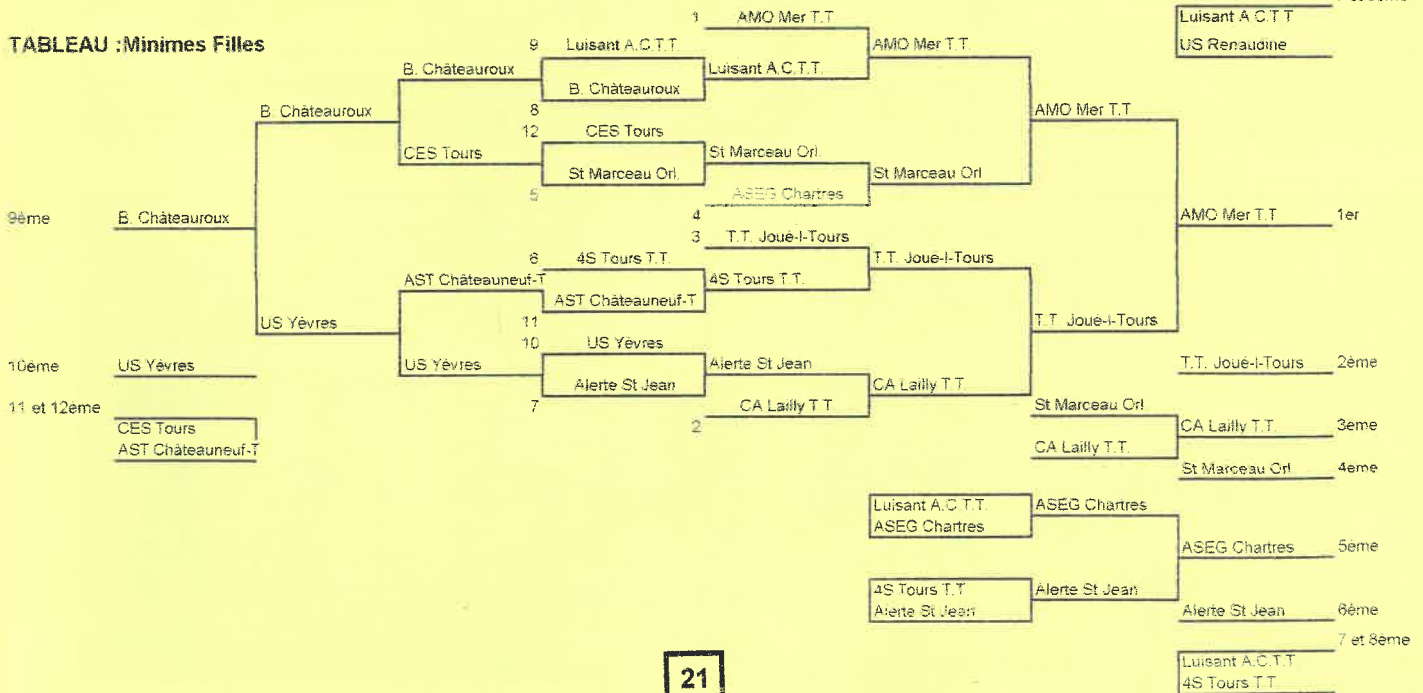 1 AMO Mer T.T
Luisant A.C.T.T
US Renaudine
TABLEAU :Minimes Filles
9 Luisant A.C.T.T.
AMO Mer T.T.
B. Châteauroux
Luisant A.C.T.T.
B. Châteauroux
B. Châteauroux
8
AMO Mer T.T
12 CES Tours
CES Tours
St Marceau Orl.
St Marceau Orl.
St Marceau Orl
5
ASEG Chartres
9ème B. Châteauroux
4
AMO Mer T.T 1er
3 T.T. Joué-l-Tours
6 4S Tours T.T.
T.T. Joué-l-Tours
AST Châteauneuf-T
4S Tours T.T.
AST Châteauneuf-T
US Yèvres
11
T.T. Joué-l-Tours
10 US Yèvres
10ème US Yèvres
US Yèvres
Alerte St Jean
T.T. Joué-l-Tours 2ème
Alerte St Jean
CA Lailly T.T.
11 et 12ème
7
CA Lailly T.T
St Marceau Orl
2
CES Tours
CA Lailly T.T. 3eme
AST Châteauneuf-T
CA Lailly T.T.
St Marceau Orl 4eme
Luisant A.C.T.T.
ASEG Chartres
ASEG Chartres
ASEG Chartres 5ème
4S Tours T.T
Alerte St Jean
Alerte St Jean
Alerte St Jean 6ème
7 et 8ème
Luisant A.C.T.T
4S Tours T.T
21